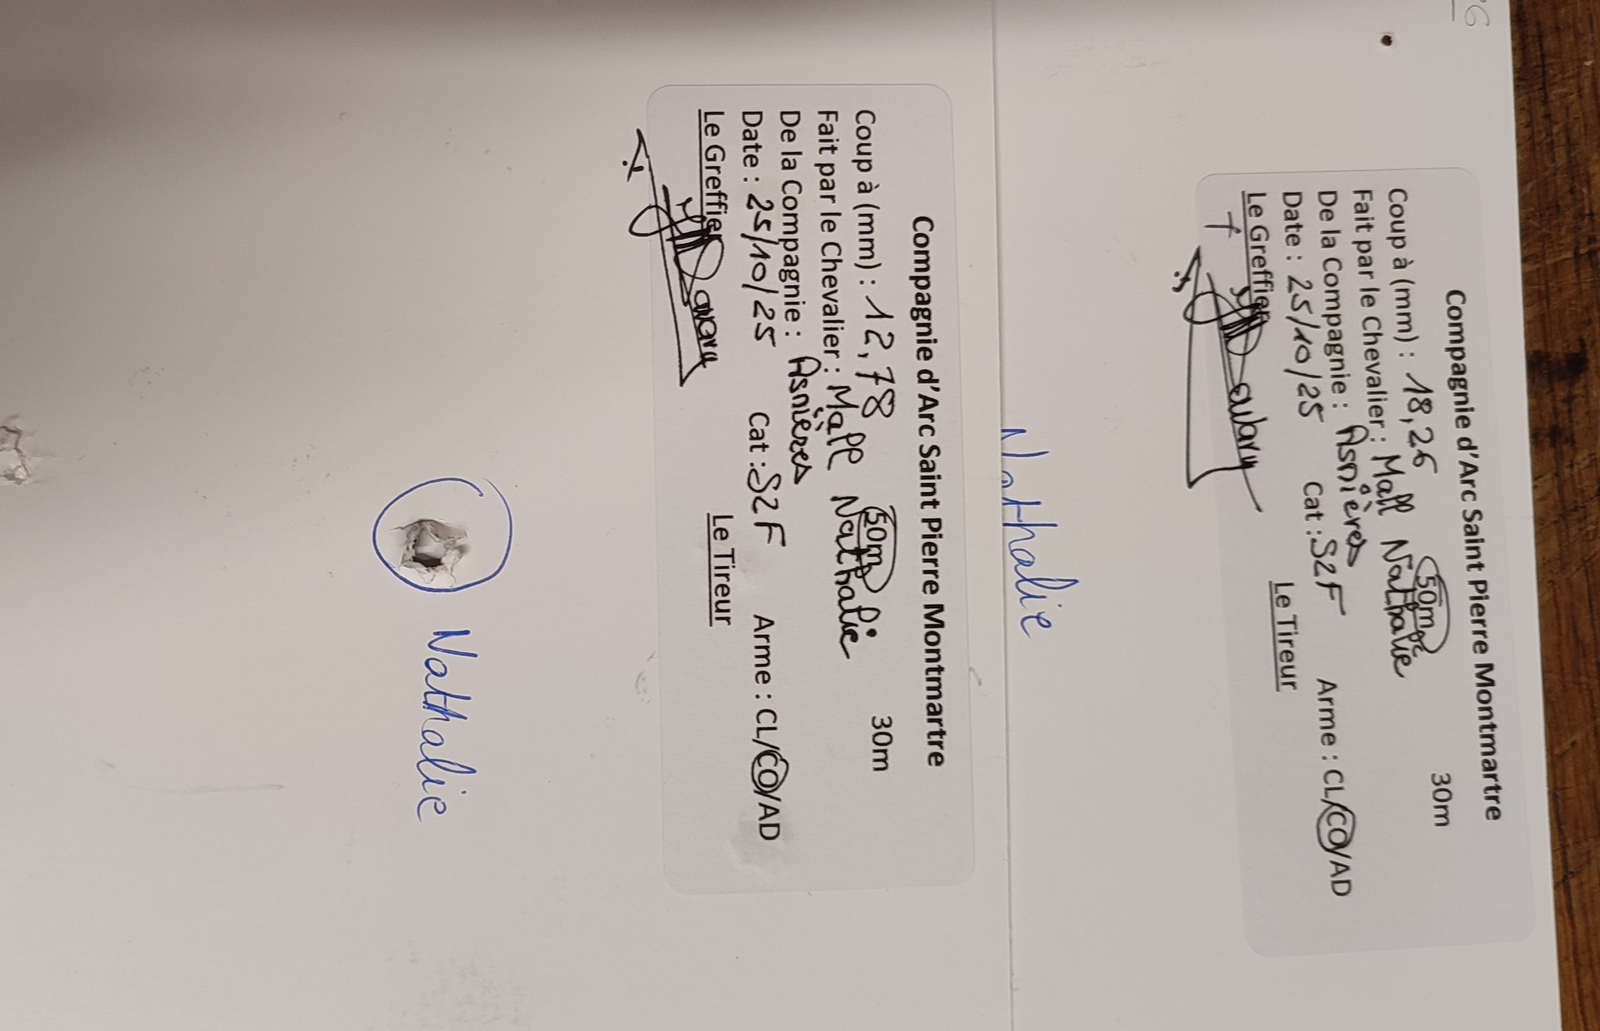 Compagnie d'Arc Saint Pierre Montmartre
Coup à (mm) : 18,26 50m 30m
Fait par le Chevalier : Mapp Nathalie
De la Compagnie : Asnières
Date : 25/10/25 Cat : S2F Arme : CL/CO/AD
Le Greffier Le Tireur
Nathalie
Compagnie d'Arc Saint Pierre Montmartre
Coup à (mm) : 12,78 50m 30m
Fait par le Chevalier : Mapp Nathalie
De la Compagnie : Asnières
Date : 25/10/25 Cat : S2F Arme : CL/CO/AD
Le Greffier Le Tireur
Nathalie